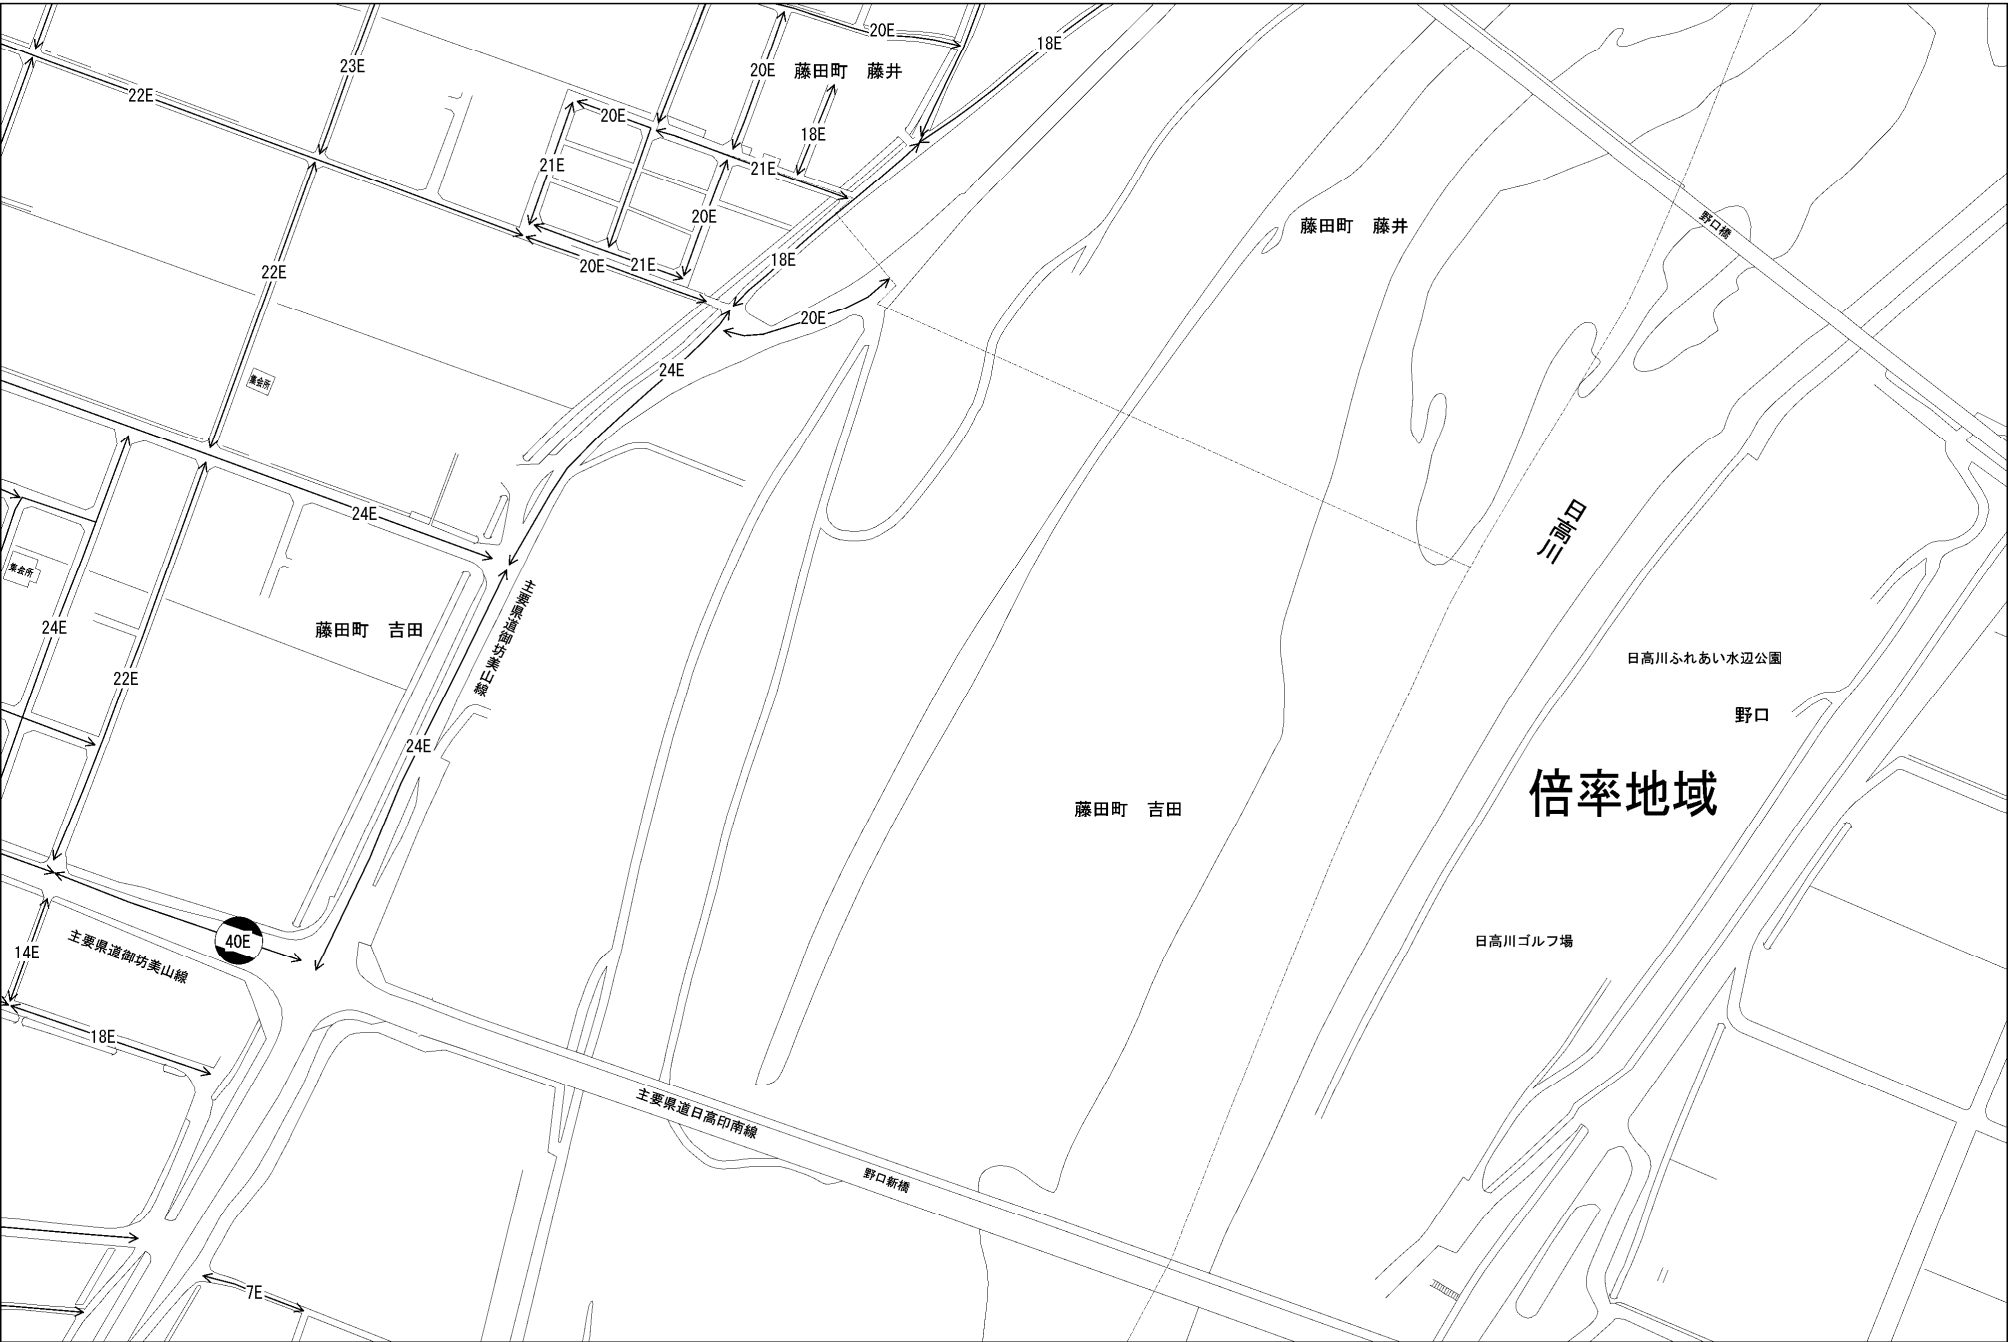 20E
18E
23E
20E
藤田町　藤井
22E
20E
18E
21E
21E
20E
藤田町　藤井
野口橋
18E
21E
20E
22E
20E
24E
集会所
24E
日高川
集会所
主要県道御坊美山線
24E
藤田町　吉田
日高川ふれあい水辺公園
22E
野口
24E
倍率地域
藤田町　吉田
40E
日高川ゴルフ場
14E
主要県道御坊美山線
18E
主要県道日高印南線
野口新橋
7E